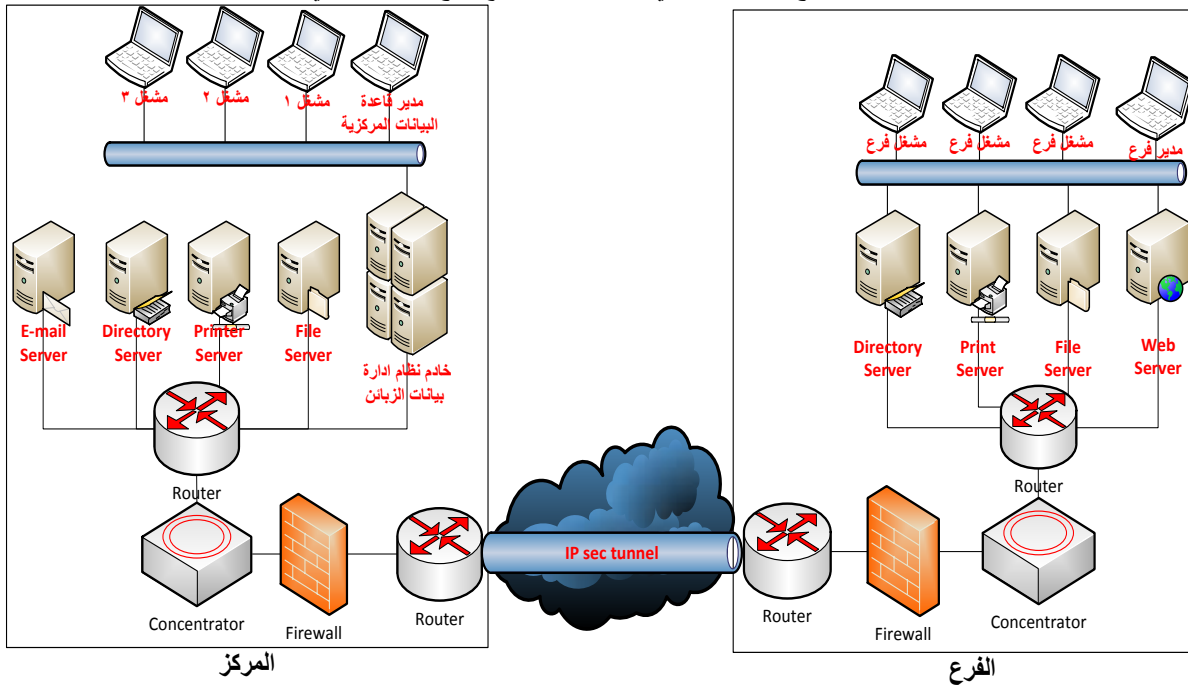 مشغل ٣
مشغل ٢
مشغل ١
مدير قاعدة
البيانات المركزية
مشغل فرع
مشغل فرع
مشغل فرع
مدير فرع
E-mail
Server
Directory
Server
Printer
Server
File
Server
خادم نظام ادارة
بيانات الزبائن
Directory
Server
Print
Server
File
Server
Web
Server
Router
Router
Concentrator
Firewall
Router
IP sec tunnel
Router
Firewall
Concentrator
المركز
الفرع